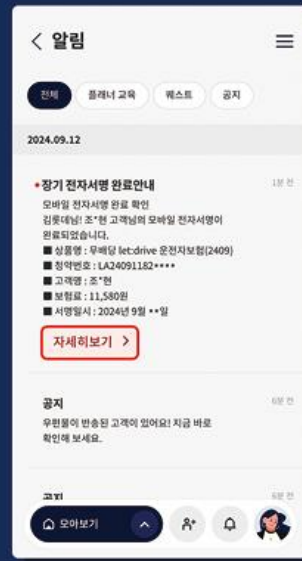 알림
전체 플래너 교육 퀘스트 공지
2024.09.12
장기 전자서명 완료안내 1분 전
모바일 전자서명 완료 확인
김롯데님! 조*현 고객님의 모바일 전자서명이
완료되었습니다.
■ 상품명 : 무배당 let:drive 운전자보험(2409)
■ 청약번호 : LA24091182****
■ 고객명 : 조*현
■ 보험료 : 11,580원
■ 서명일시 : 2024년 9월 **일
자세히보기 >
공지 6분 전
우편물이 반송된 고객이 있어요! 지금 바로
확인해 보세요.
공지 6분 전
모아보기